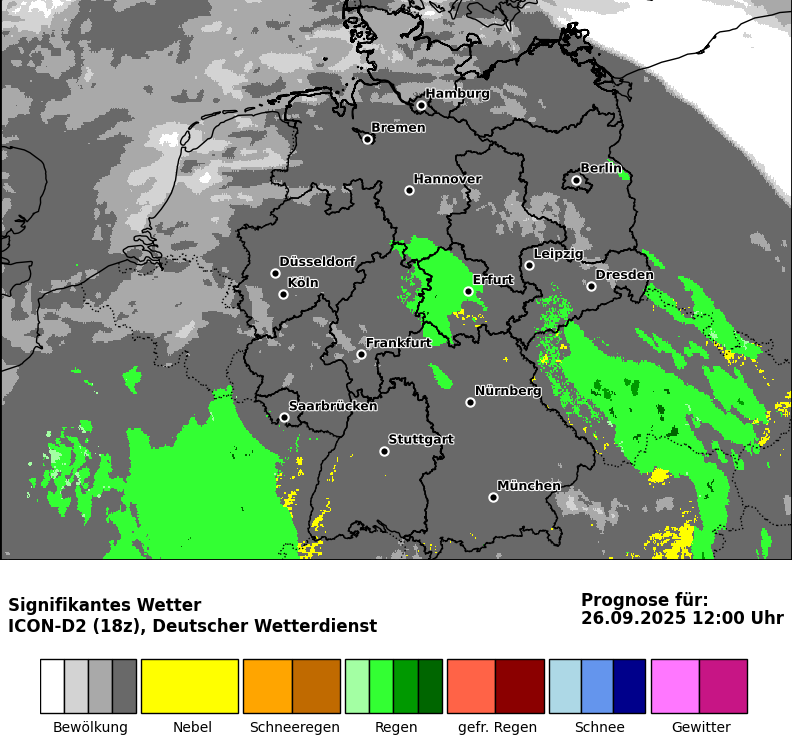 Hamburg
Bremen
Berlin
Hannover
Leipzig
Düsseldorf
Dresden
Köln
Erfurt
Frankfurt
Nürnberg
Saarbrücken
Stuttgart
München
Signifikantes Wetter
ICON-D2 (18z), Deutscher Wetterdienst
Prognose für:
26.09.2025 12:00 Uhr
Bewölkung
Nebel
Schneeregen
Regen
gefr. Regen
Schnee
Gewitter